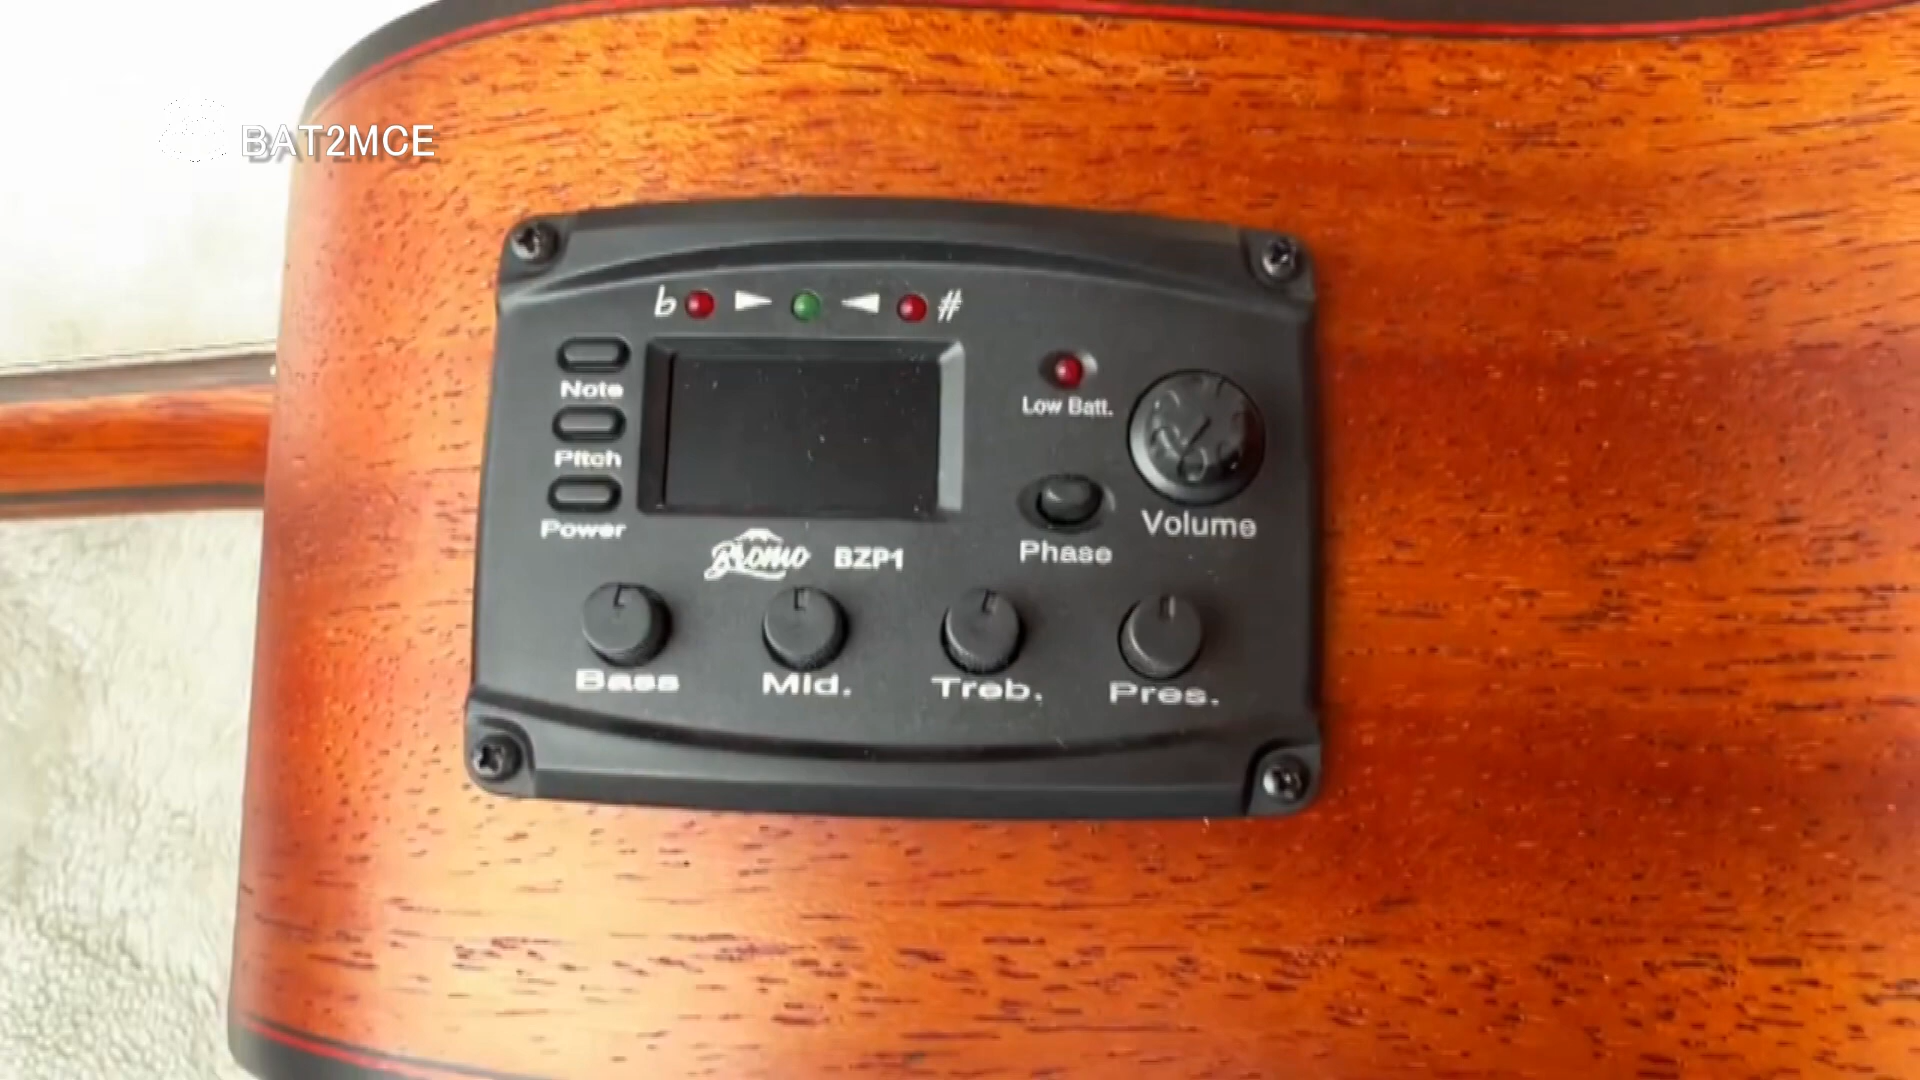 BAT2MCE
b #
Note
Low Batt.
Pitch
Power
Volume
Phase
Bromo BZP1
Bass Mid. Treb. Pres.